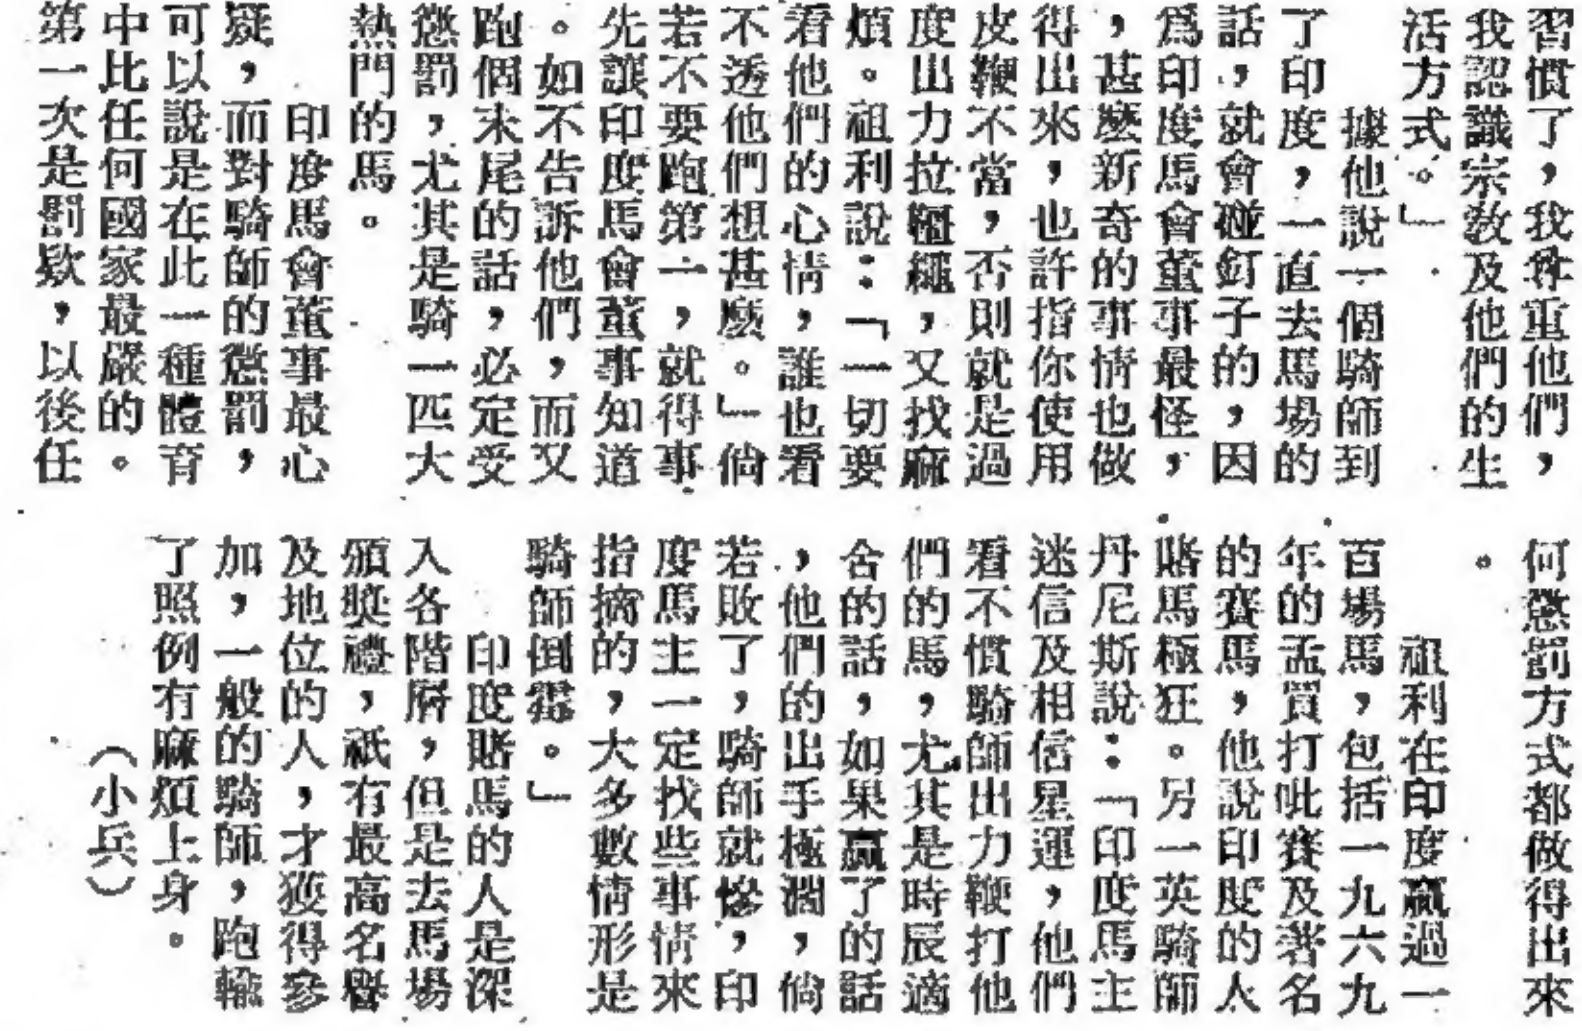 習慣了，我尊重他們，
我認識宗教及他們的生
活方式。」
據他說一個騎師到
了印度，一直去馬場的
話，就會碰釘子的，因
爲印度馬會董事最怪，
，甚麼新奇的事情也做
得出來，也許指你使用
皮鞭不當，否則就是過
度出力拉韁繩，又找麻
煩。祖利說：「一切要
看他們的心情，誰也看
不透他們想甚麼。」倘
若不要跑第一，就得事
先讓印度馬會董事知道
。如不告訴他們，而又
跑個末尾的話，必定受
懲罰，尤其是騎一匹大
熱門的馬。
印度馬會董事最心
疑，而對騎師的懲罰，
可以說是在此一種體育
中比任何國家最嚴的。
第一次是罰欵，以後任
何懲罰方式都做得出來
。
祖利在印度贏過一
百場馬，包括一九六九
年的孟買打吡賽及著名
的賽馬，他說印度的人
賭馬極狂。另一英騎師
丹尼斯說：「印度馬主
迷信及相信星運，他們
看不慣騎師出力鞭打他
們的馬，尤其是時辰適
合的話，如果贏了的話
，他們的出手極濶，倘
若敗了，騎師就慘，印
度馬主一定找些事情來
指摘的，大多數情形是
騎師倒霉。」
印度賭馬的人是深
入各階層，但是去馬場
頒獎禮，祇有最高名譽
及地位的人，才獲得參
加，一般的騎師，跑輸
了照例有麻煩上身。
（小兵）